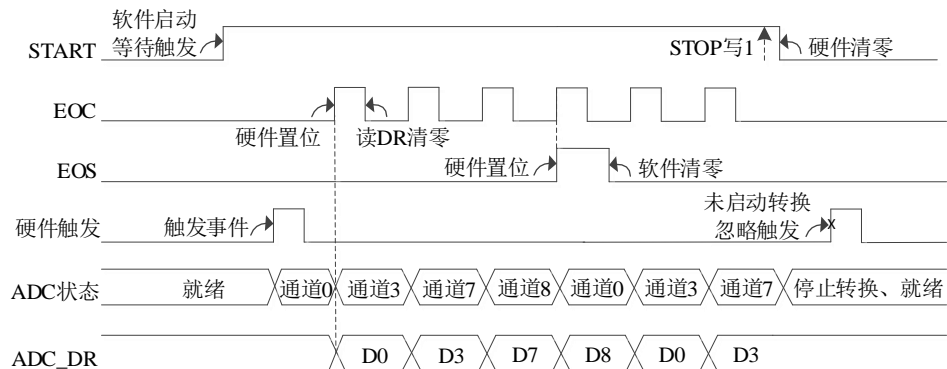 软件启动
START 等待触发 STOP写1 硬件清零
EOC
硬件置位 读DR清零
EOS 硬件置位 软件清零
未启动转换
硬件触发 触发事件 忽略触发 x
ADC状态 就绪 通道0 通道3 通道7 通道8 通道0 通道3 通道7 停止转换、就绪
ADC_DR D0 D3 D7 D8 D0 D3